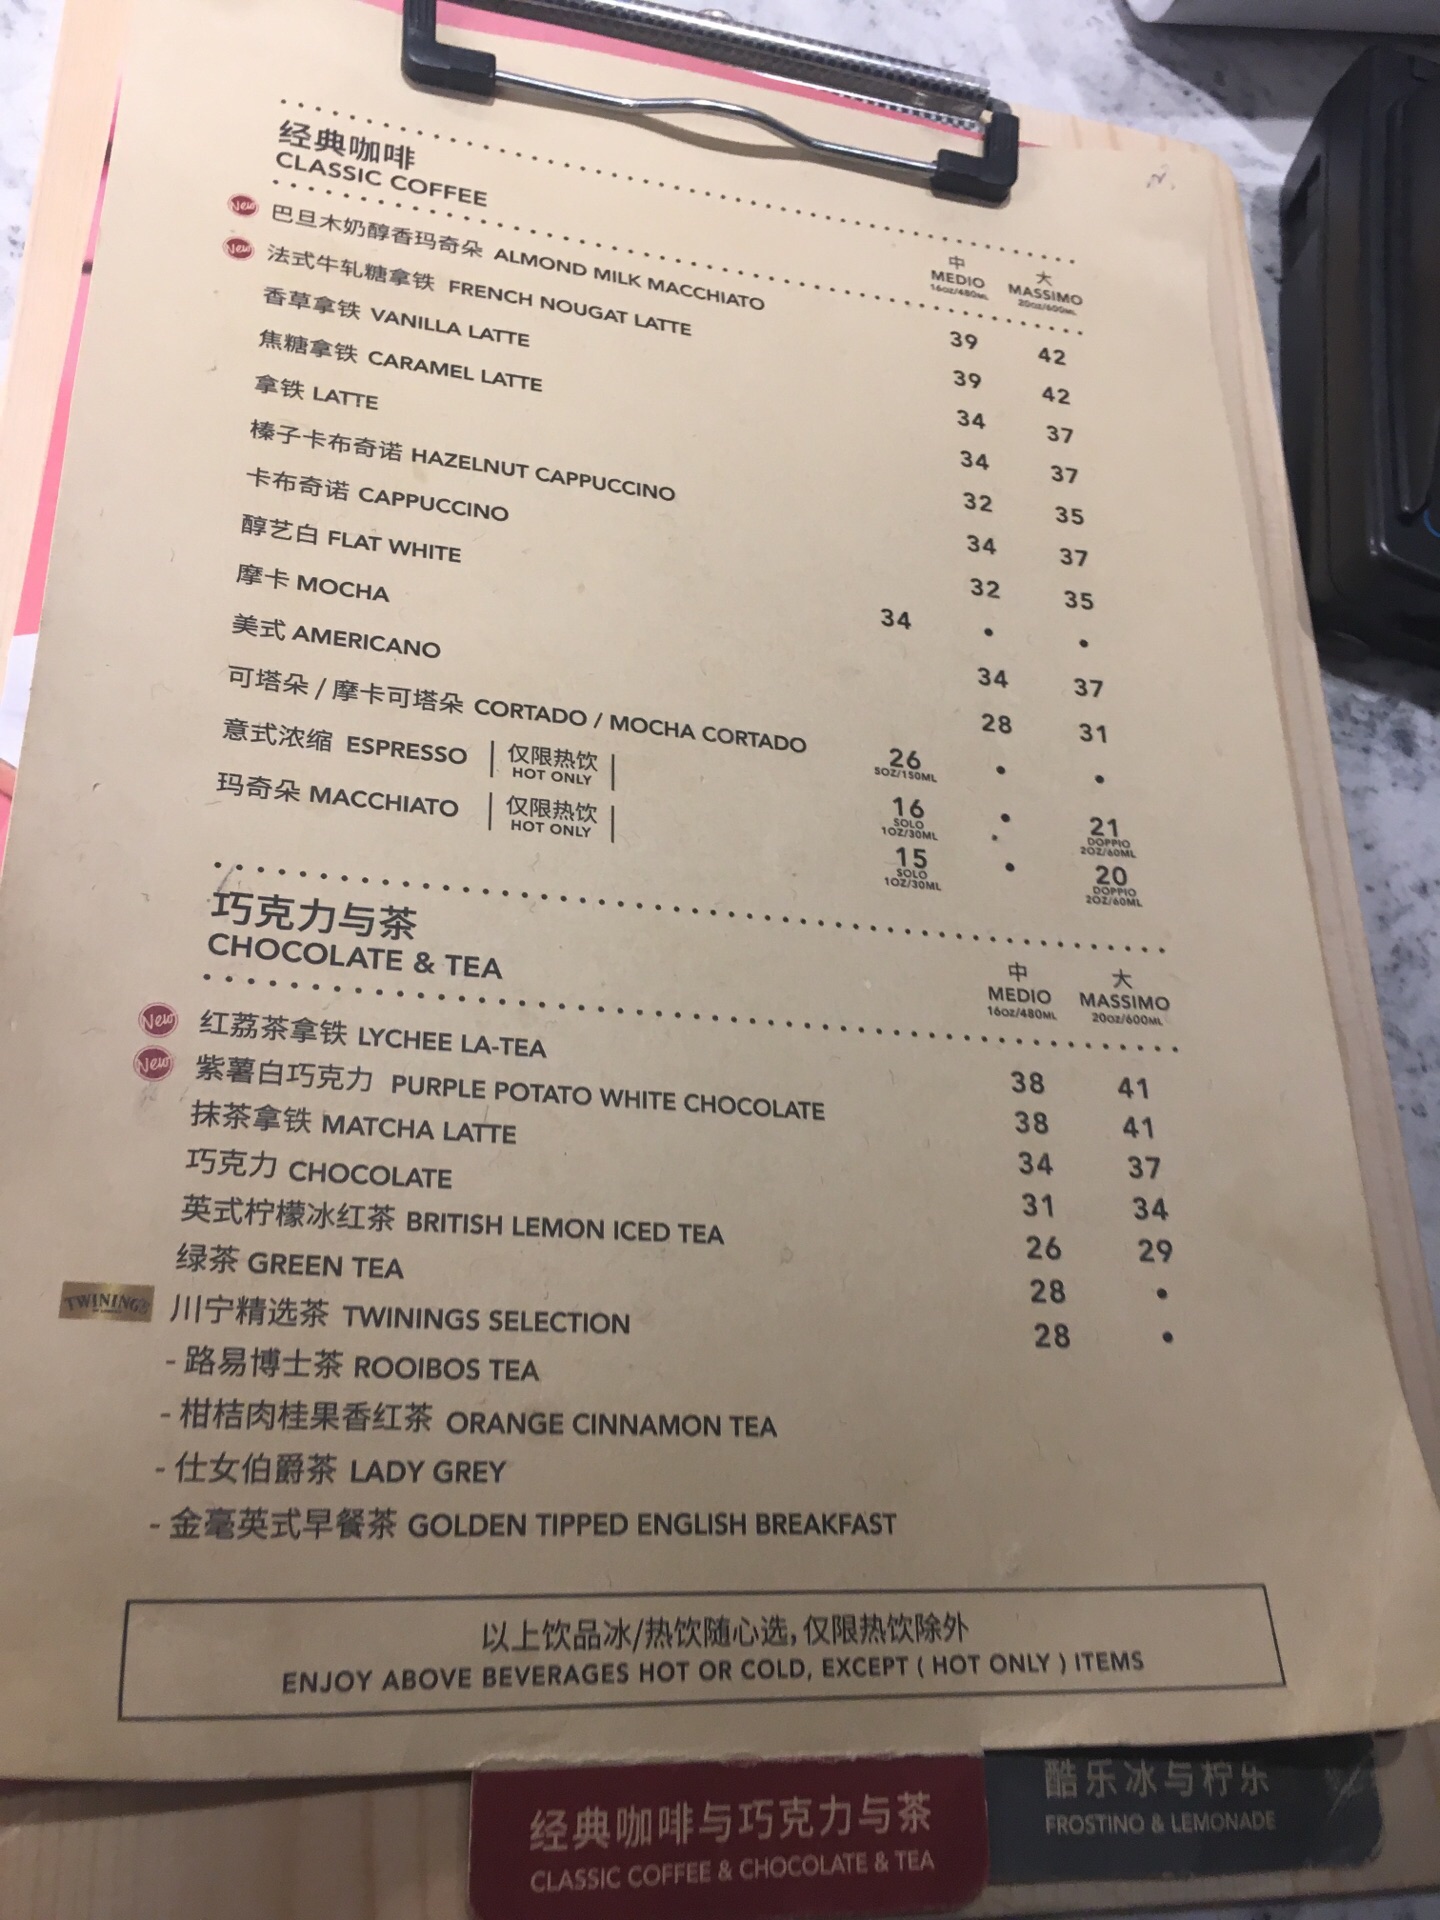 经典咖啡
CLASSIC COFFEE
中 大
MEDIO MASSIMO
16OZ/480ML 20OZ/600ML
New 巴旦木奶醇香玛奇朵 ALMOND MILK MACCHIATO 39 42
New 法式牛轧糖拿铁 FRENCH NOUGAT LATTE 39 42
香草拿铁 VANILLA LATTE 34 37
焦糖拿铁 CARAMEL LATTE 34 37
拿铁 LATTE 32 35
榛子卡布奇诺 HAZELNUT CAPPUCCINO 34 37
卡布奇诺 CAPPUCCINO 32 35
醇艺白 FLAT WHITE 34 • •
摩卡 MOCHA 34 37
美式 AMERICANO 28 31
可塔朵 / 摩卡可塔朵 CORTADO / MOCHA CORTADO 26 • •
5OZ/150ML
意式浓缩 ESPRESSO | 仅限热饮 HOT ONLY | 16 • 21
SOLO DOPPIO
1OZ/30ML 2OZ/60ML
玛奇朵 MACCHIATO | 仅限热饮 HOT ONLY | 15 • 20
SOLO DOPPIO
1OZ/30ML 2OZ/60ML
巧克力与茶
CHOCOLATE & TEA
中 大
MEDIO MASSIMO
16OZ/480ML 20OZ/600ML
New 红荔茶拿铁 LYCHEE LA-TEA 38 41
New 紫薯白巧克力 PURPLE POTATO WHITE CHOCOLATE 38 41
抹茶拿铁 MATCHA LATTE 34 37
巧克力 CHOCOLATE 31 34
英式柠檬冰红茶 BRITISH LEMON ICED TEA 26 29
绿茶 GREEN TEA 28 •
TWININGS 川宁精选茶 TWININGS SELECTION 28 •
- 路易博士茶 ROOIBOS TEA
- 柑桔肉桂果香红茶 ORANGE CINNAMON TEA
- 仕女伯爵茶 LADY GREY
- 金毫英式早餐茶 GOLDEN TIPPED ENGLISH BREAKFAST
以上饮品冰/热饮随心选,仅限热饮除外
ENJOY ABOVE BEVERAGES HOT OR COLD, EXCEPT ( HOT ONLY ) ITEMS
经典咖啡与巧克力与茶
CLASSIC COFFEE & CHOCOLATE & TEA
酷乐冰与柠乐
FROSTINO & LEMONADE